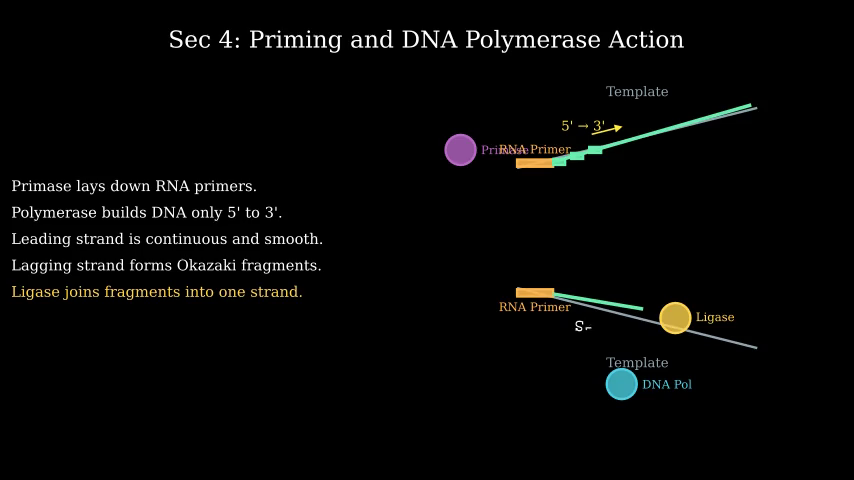 Sec 4: Priming and DNA Polymerase Action
Template
5' → 3'
Primase
RNA Primer
Primase lays down RNA primers.
Polymerase builds DNA only 5' to 3'.
Leading strand is continuous and smooth.
Lagging strand forms Okazaki fragments.
Ligase joins fragments into one strand.
RNA Primer
Ligase
Template
DNA Pol